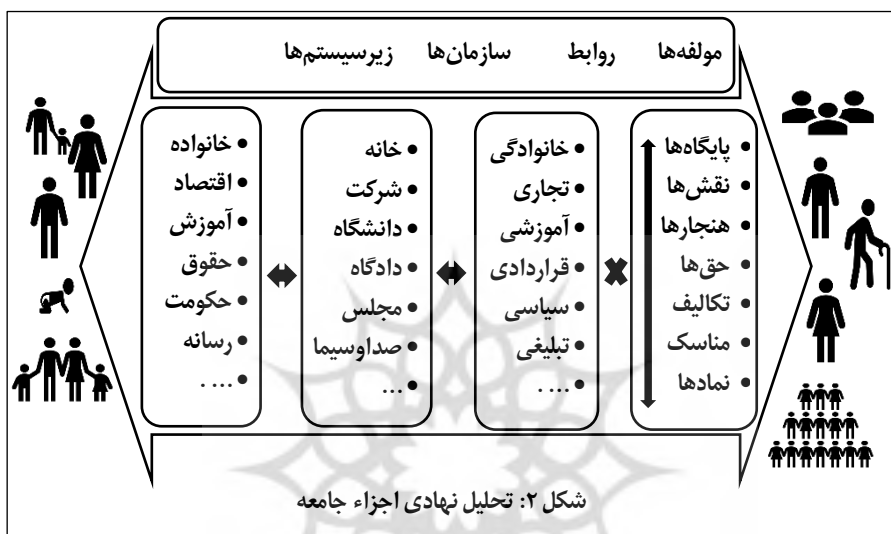 مولفه‌ها روابط سازمان‌ها زیرسیستم‌ها
• پایگاه‌ها
• نقش‌ها
• هنجارها
• حق‌ها
• تکالیف
• مناسک
• نمادها
• خانوادگی
• تجاری
• آموزشی
• قراردادی
• سیاسی
• تبلیغی
• ....
• خانه
• شرکت
• دانشگاه
• دادگاه
• مجلس
• صداوسیما
• ...
• خانواده
• اقتصاد
• آموزش
• حقوق
• حکومت
• رسانه
• ....
شکل ۲: تحلیل نهادی اجزاء جامعه